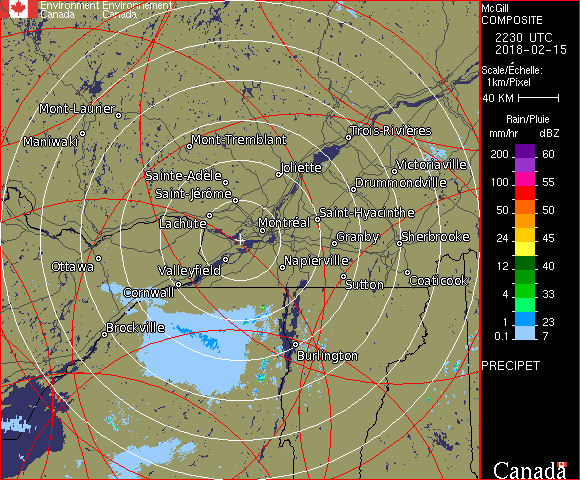 Environment Environnement
Canada Canada
McGill
COMPOSITE
2230 UTC
2018-02-15
Scale/Échelle:
1km/Pixel
40 KM
Rain/Pluie
mm/hr dBZ
200 60
100 55
50 50
24 45
12 40
4 33
1 23
0.1 7
PRECIPET
Canada
Mont-Laurier
Maniwaki
Mont-Tremblant
Trois-Rivières
Sainte-Adèle
Joliette
Victoriaville
Saint-Jérôme
Drummondville
Lachute
Montréal
Saint-Hyacinthe
Granby
Sherbrooke
Ottawa
Valleyfield
Napierville
Cornwall
Sutton
Coaticook
Brockville
Burlington